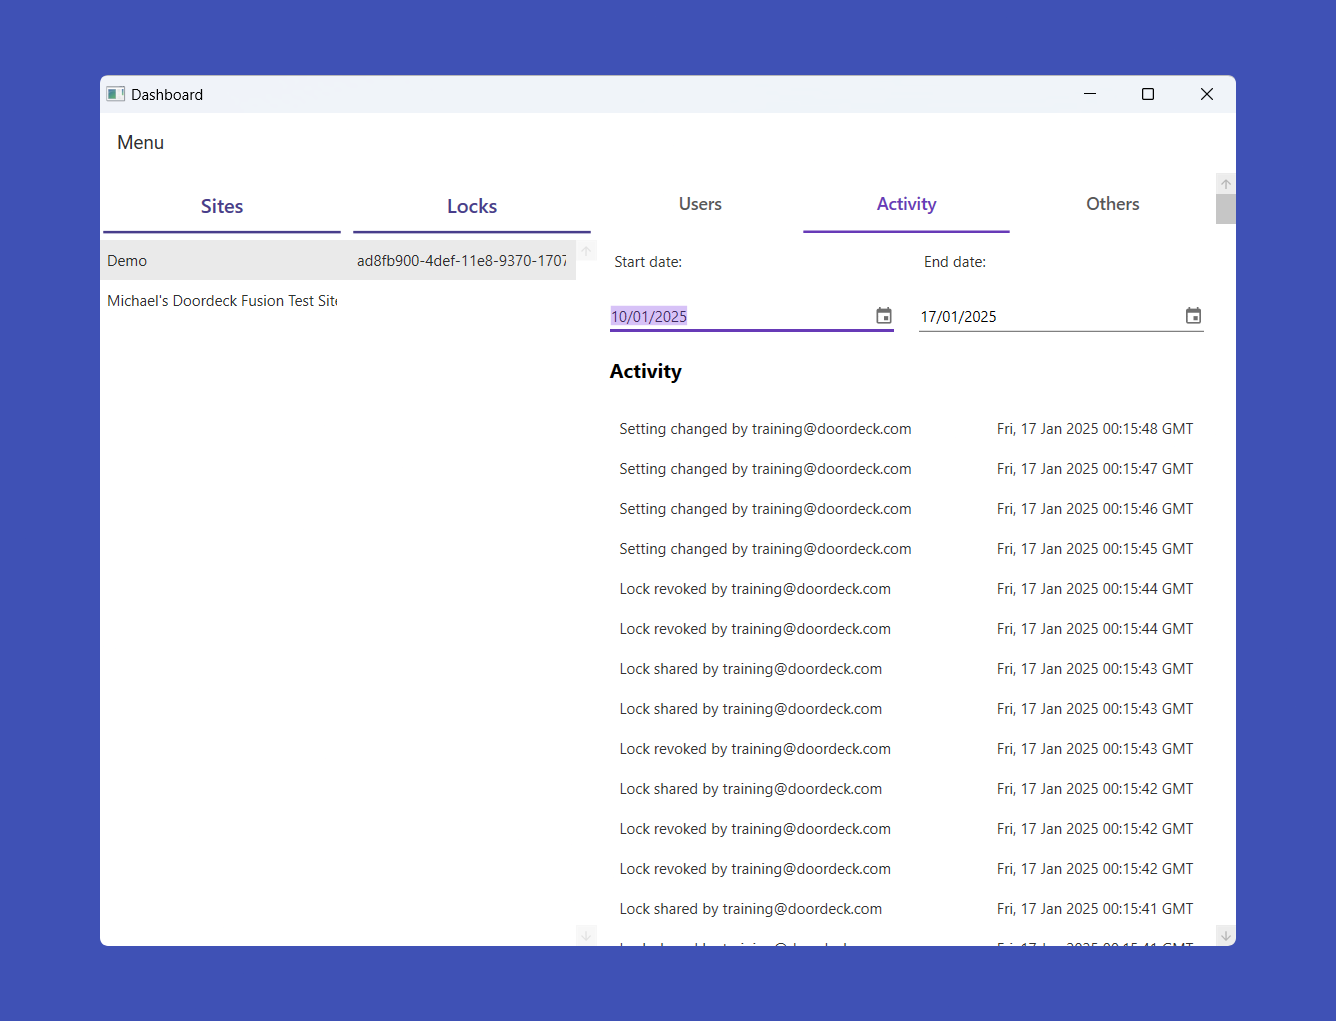 Dashboard
Menu
Sites
Locks
Users
Activity
Others
Demo
ad8fb900-4def-11e8-9370-170
Michael's Doordeck Fusion Test Site
Start date:
End date:
10/01/2025
17/01/2025
Activity
Setting changed by training@doordeck.com Fri, 17 Jan 2025 00:15:48 GMT
Setting changed by training@doordeck.com Fri, 17 Jan 2025 00:15:47 GMT
Setting changed by training@doordeck.com Fri, 17 Jan 2025 00:15:46 GMT
Setting changed by training@doordeck.com Fri, 17 Jan 2025 00:15:45 GMT
Lock revoked by training@doordeck.com Fri, 17 Jan 2025 00:15:44 GMT
Lock revoked by training@doordeck.com Fri, 17 Jan 2025 00:15:44 GMT
Lock shared by training@doordeck.com Fri, 17 Jan 2025 00:15:43 GMT
Lock shared by training@doordeck.com Fri, 17 Jan 2025 00:15:43 GMT
Lock revoked by training@doordeck.com Fri, 17 Jan 2025 00:15:43 GMT
Lock shared by training@doordeck.com Fri, 17 Jan 2025 00:15:42 GMT
Lock revoked by training@doordeck.com Fri, 17 Jan 2025 00:15:42 GMT
Lock revoked by training@doordeck.com Fri, 17 Jan 2025 00:15:42 GMT
Lock shared by training@doordeck.com Fri, 17 Jan 2025 00:15:41 GMT